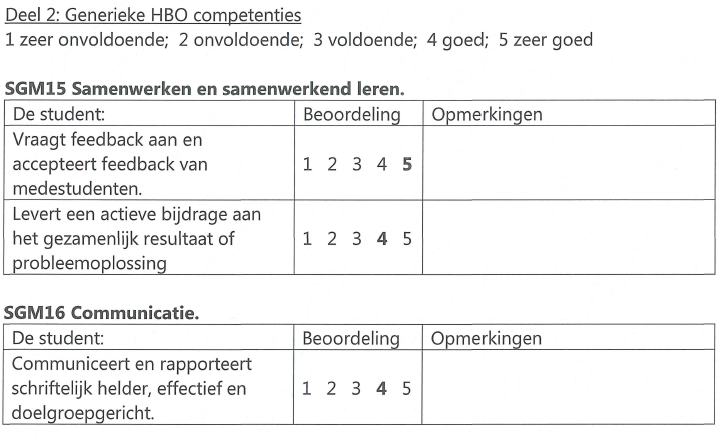 Deel 2: Generieke HBO competenties
1 zeer onvoldoende; 2 onvoldoende; 3 voldoende; 4 goed; 5 zeer goed
SGM15 Samenwerken en samenwerkend leren.
De student: Beoordeling Opmerkingen
Vraagt feedback aan en
accepteert feedback van 1 2 3 4 5
medestudenten.
Levert een actieve bijdrage aan
het gezamenlijk resultaat of 1 2 3 4 5
probleemoplossing
SGM16 Communicatie.
De student: Beoordeling Opmerkingen
Communiceert en rapporteert
schriftelijk helder, effectief en 1 2 3 4 5
doelgroepgericht.